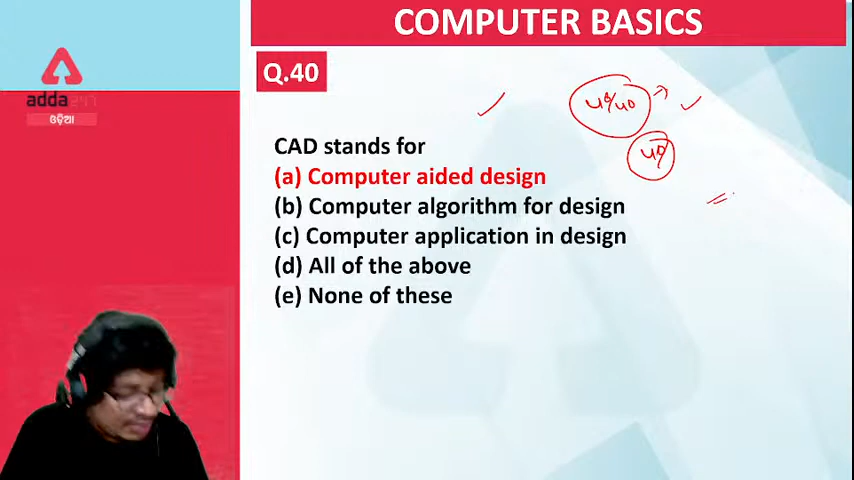 COMPUTER BASICS
Q.40
adda247
ଓଡ଼ିଆ
CAD stands for
(a) Computer aided design
(b) Computer algorithm for design
(c) Computer application in design
(d) All of the above
(e) None of these